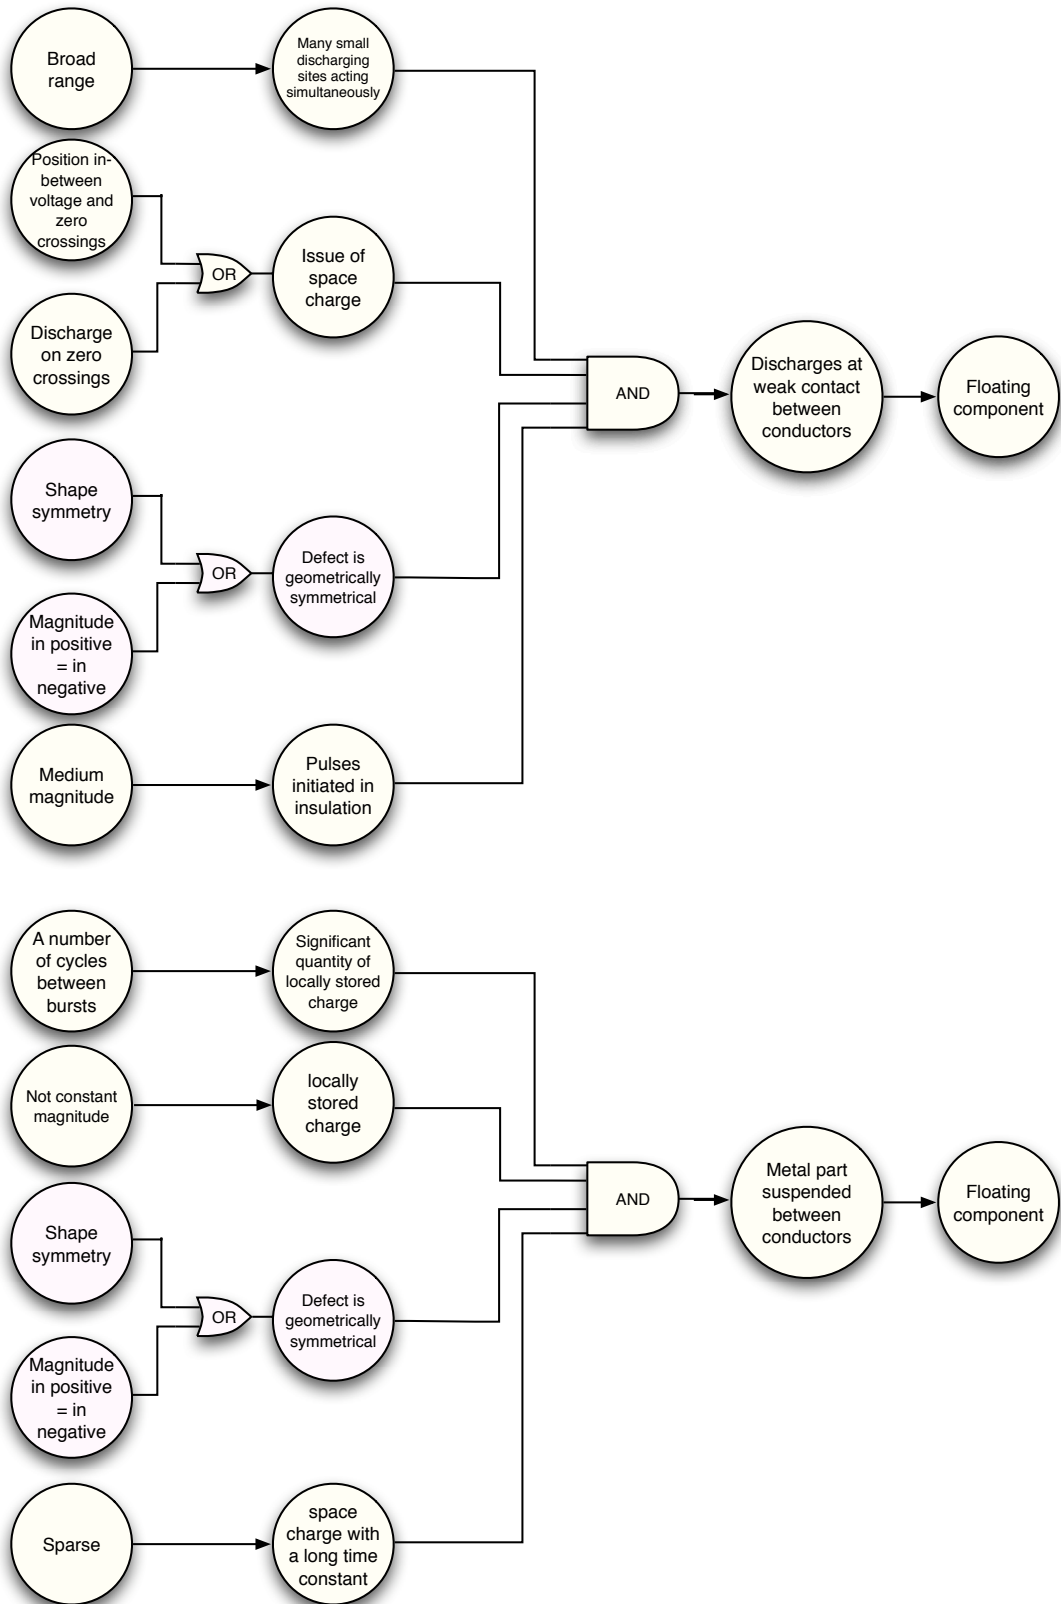 Broad
range
Many small
discharging
sites acting
simultaneously
Position in-
between
voltage and
zero
crossings
OR
Issue of
space
charge
Discharge
on zero
crossings
AND
Discharges at
weak contact
between
conductors
Floating
component
Shape
symmetry
OR
Defect is
geometrically
symmetrical
Magnitude
in positive
= in
negative
Medium
magnitude
Pulses
initiated in
insulation
A number
of cycles
between
bursts
Significant
quantity of
locally stored
charge
Not constant
magnitude
locally
stored
charge
AND
Metal part
suspended
between
conductors
Floating
component
Shape
symmetry
OR
Defect is
geometrically
symmetrical
Magnitude
in positive
= in
negative
Sparse
space
charge with
a long time
constant